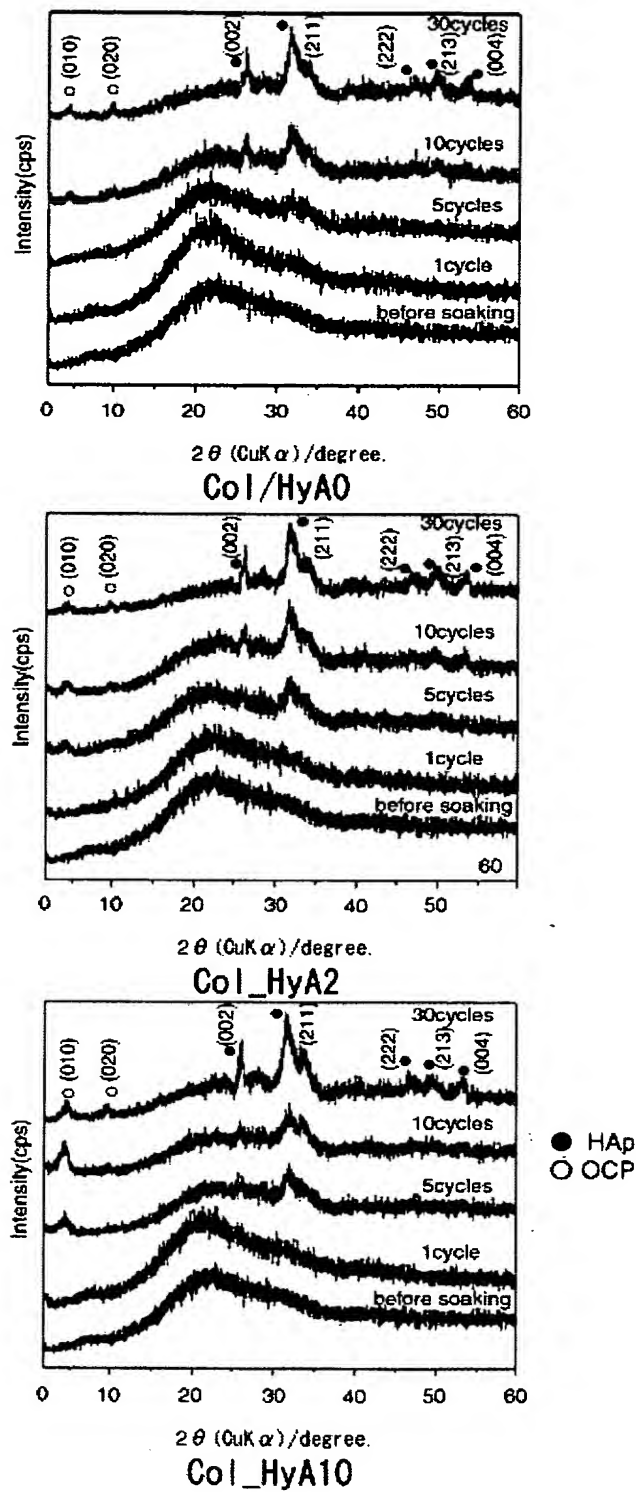 30cycles
(010)
(020)
(002)
(211)
(222)
(213)
(004)
10cycles
5cycles
1cycle
before soaking
Intensity(cps)
0 10 20 30 40 50 60
2θ (CuKα)/degree.
Col/HyA0
30cycles
(010)
(020)
(002)
(211)
(222)
(213)
(004)
10cycles
5cycles
1cycle
before soaking
60
Intensity(cps)
0 10 20 30 40 50
2θ (CuKα)/degree.
Col_HyA2
30cycles
(010)
(020)
(002)
(211)
(222)
(213)
(004)
10cycles
5cycles
1cycle
before soaking
Intensity(cps)
● HAp
○ OCP
0 10 20 30 40 50 60
2θ (CuKα)/degree.
Col_HyA10